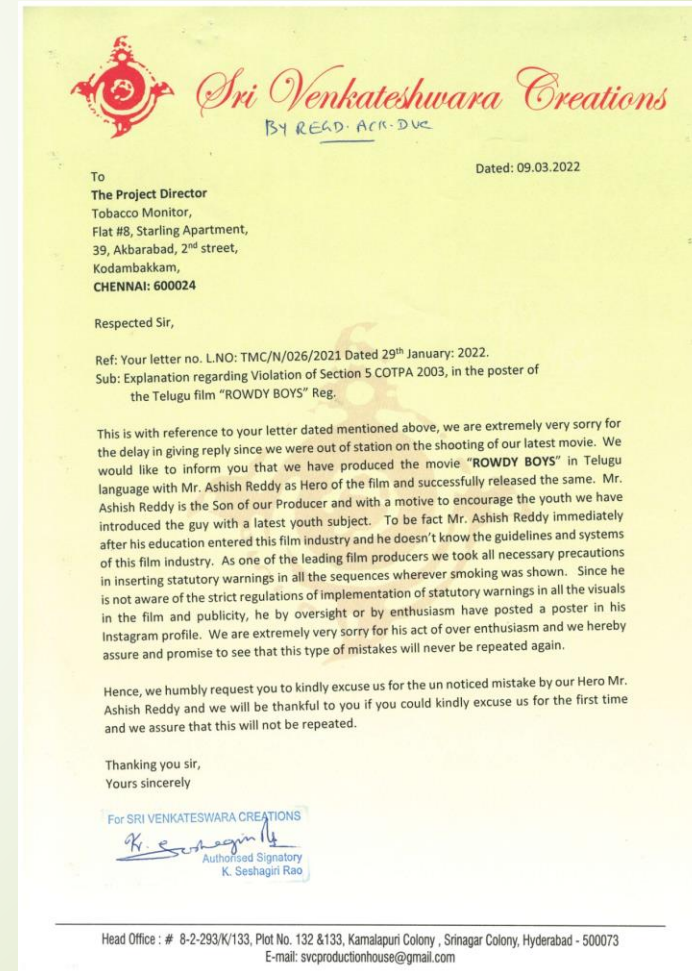 Sri Venkateshwara Creations
BY REGD. ACK. DUE
Dated: 09.03.2022
To
The Project Director
Tobacco Monitor,
Flat #8, Starling Apartment,
39, Akbarabad, 2nd street,
Kodambakkam,
CHENNAI: 600024
Respected Sir,
Ref: Your letter no. L.NO: TMC/N/026/2021 Dated 29th January: 2022.
Sub: Explanation regarding Violation of Section 5 COTPA 2003, in the poster of
the Telugu film “ROWDY BOYS” Reg.
This is with reference to your letter dated mentioned above, we are extremely very sorry for
the delay in giving reply since we were out of station on the shooting of our latest movie. We
would like to inform you that we have produced the movie “ROWDY BOYS” in Telugu
language with Mr. Ashish Reddy as Hero of the film and successfully released the same. Mr.
Ashish Reddy is the Son of our Producer and with a motive to encourage the youth we have
introduced the guy with a latest youth subject. To be fact Mr. Ashish Reddy immediately
after his education entered this film industry and he doesn’t know the guidelines and systems
of this film industry. As one of the leading film producers we took all necessary precautions
in inserting statutory warnings in all the sequences wherever smoking was shown. Since he
is not aware of the strict regulations of implementation of statutory warnings in all the visuals
in the film and publicity, he by oversight or by enthusiasm have posted a poster in his
Instagram profile. We are extremely very sorry for his act of over enthusiasm and we hereby
assure and promise to see that this type of mistakes will never be repeated again.
Hence, we humbly request you to kindly excuse us for the un noticed mistake by our Hero Mr.
Ashish Reddy and we will be thankful to you if you could kindly excuse us for the first time
and we assure that this will not be repeated.
Thanking you sir,
Yours sincerely
For SRI VENKATESWARA CREATIONS
Authorised Signatory
K. Seshagiri Rao
Head Office : # 8-2-293/K/133, Plot No. 132 &133, Kamalapuri Colony , Srinagar Colony, Hyderabad - 500073
E-mail: svcproductionhouse@gmail.com